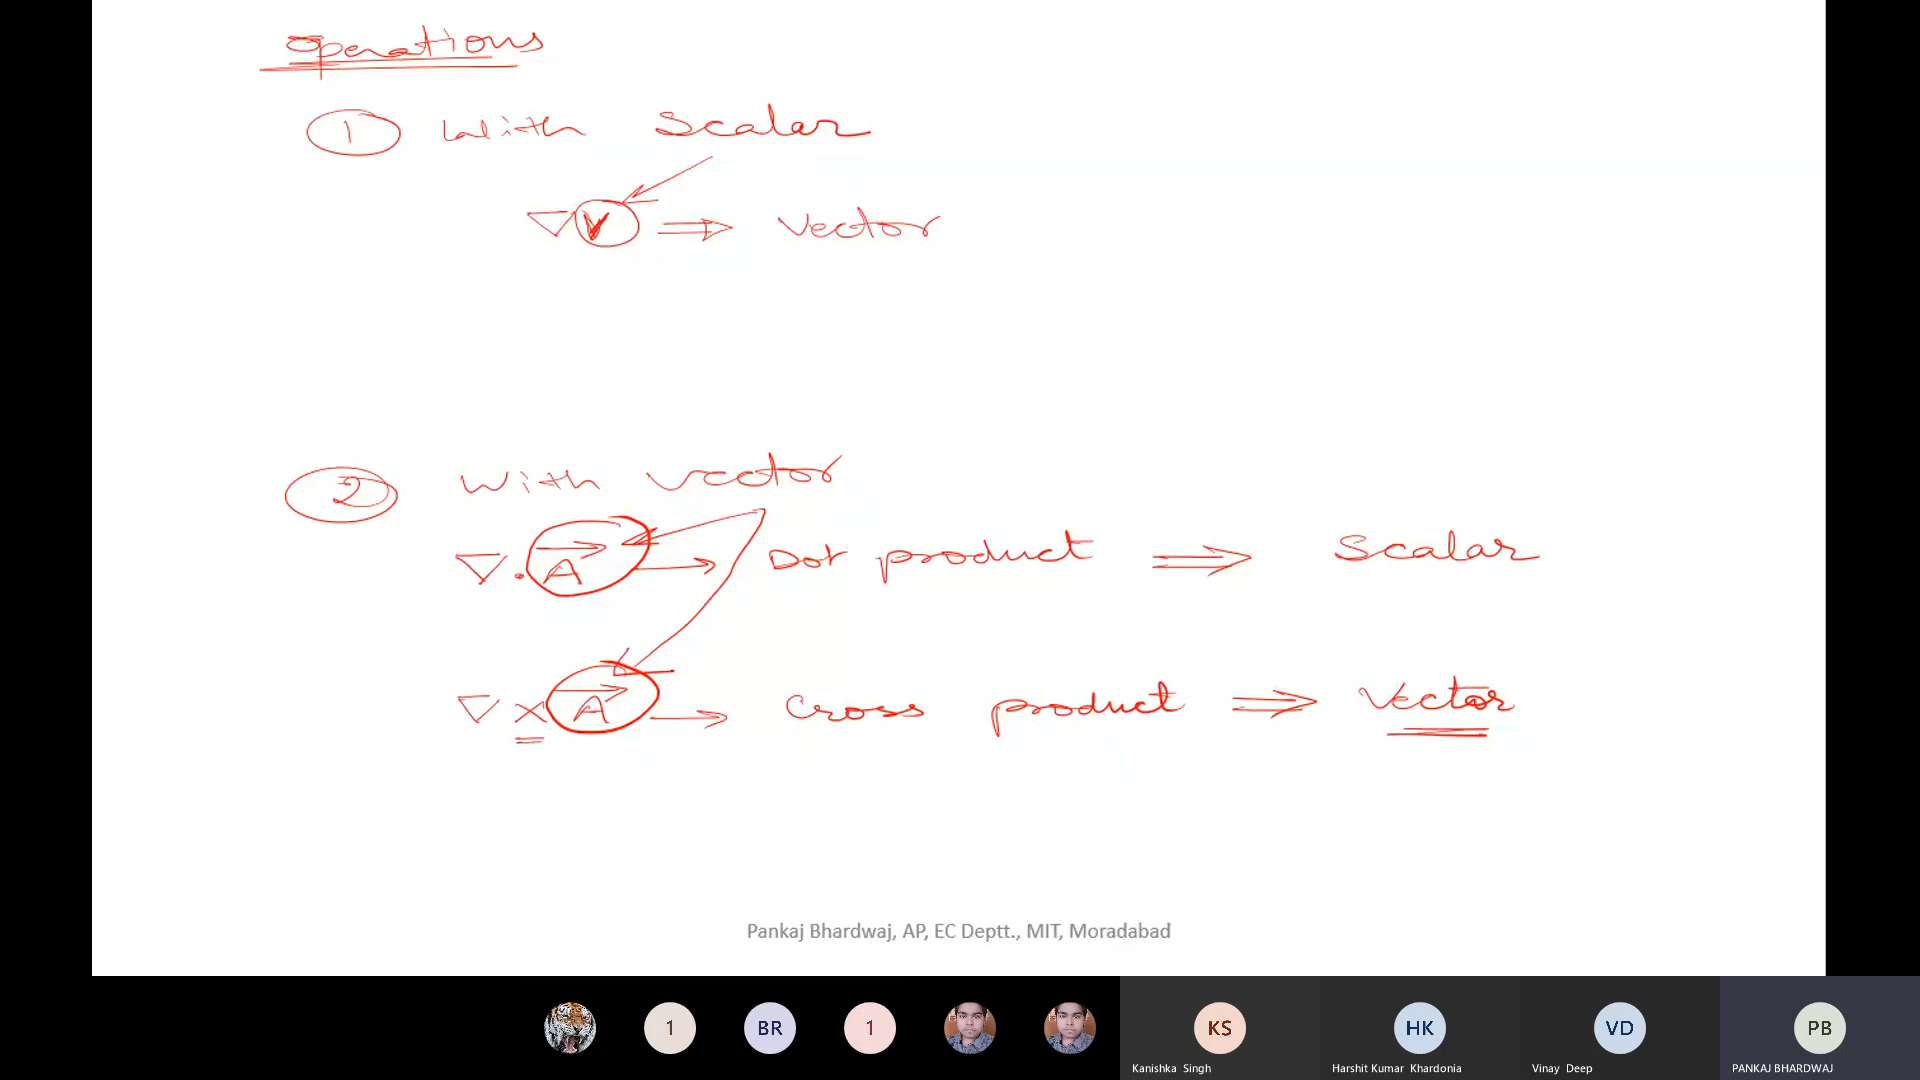 Operations
1 With Scalar
∇V ⇒ Vector
2 With Vector
∇.A⃗ → Dot product ⇒ Scalar
∇×A⃗ → Cross product ⇒ Vector
Pankaj Bhardwaj, AP, EC Deptt., MIT, Moradabad
1 BR 1 KS HK VD PB
Kanishka Singh Harshit Kumar Khardonia Vinay Deep PANKAJ BHARDWAJ